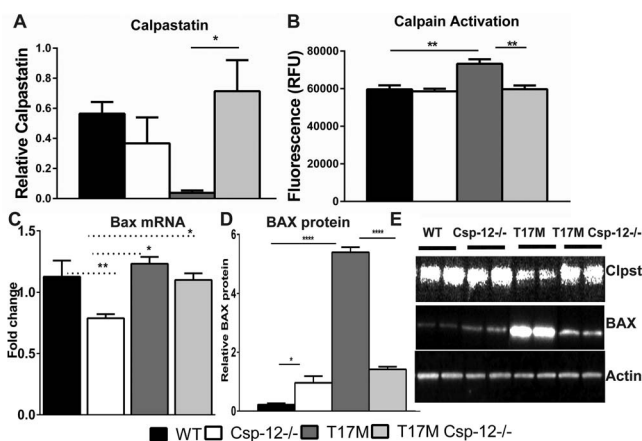 A
Calpastatin
*
Relative Calpastatin
1.0
0.8
0.6
0.4
0.2
0.0
B
Calpain Activation
**
**
Fluorescence (RFU)
80000
60000
40000
20000
0
C
Bax mRNA
*
*
**
Fold change
1.5
1.0
0.5
0.0
D
BAX protein
****
****
*
Relative BAX protein
6
4
2
0
E
WT Csp-12-/- T17M T17M Csp-12-/-
Clpst
BAX
Actin
WT Csp-12-/- T17M T17M Csp-12-/-